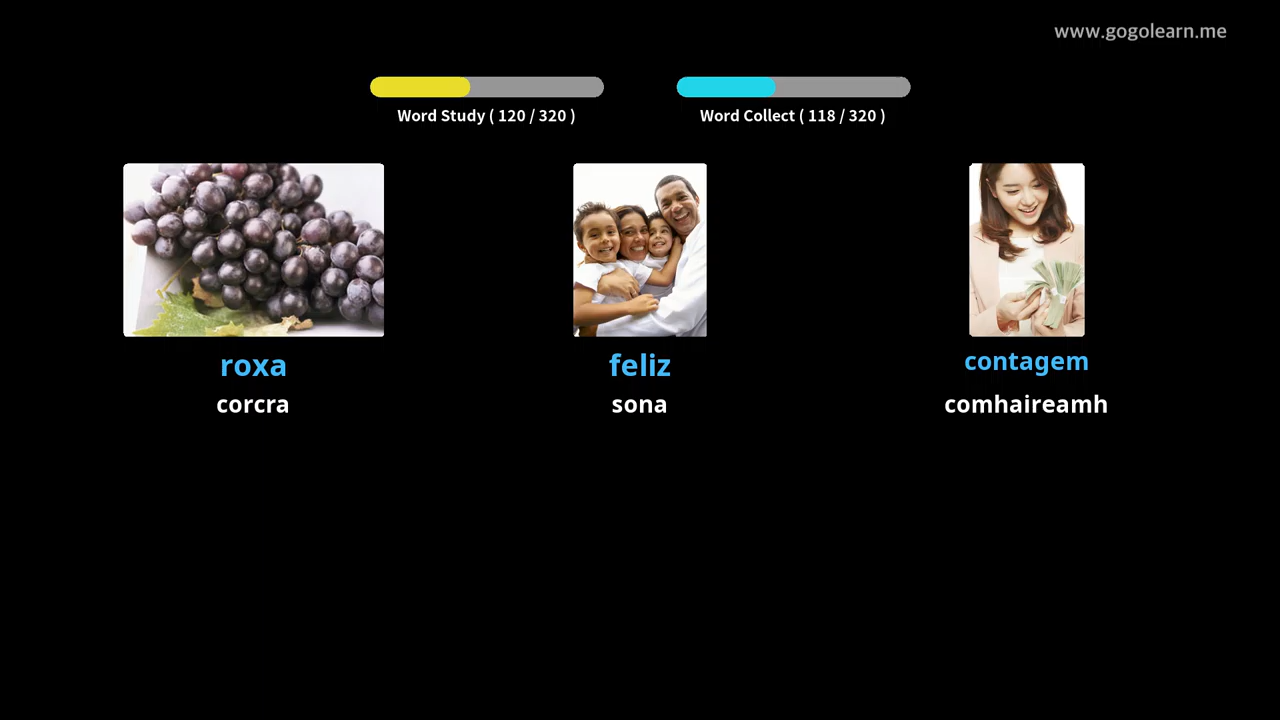 www.gogolearn.me
Word Study ( 120 / 320 )
Word Collect ( 118 / 320 )
roxa
feliz
contagem
corcra
sona
comhaireamh